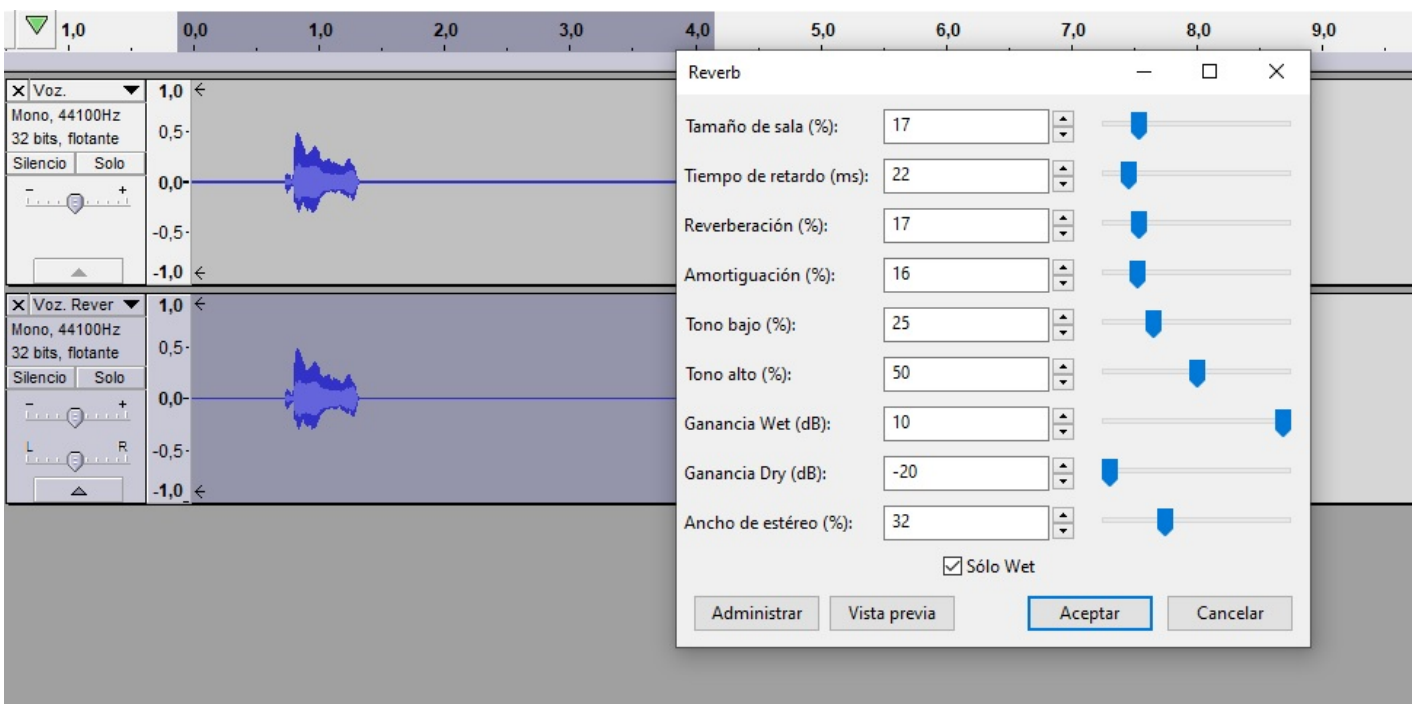 1,0 0,0 1,0 2,0 3,0 4,0 5,0 6,0 7,0 8,0 9,0
X Voz.
Mono, 44100Hz
32 bits, flotante
Silencio Solo
- +
1,0
0,5-
0,0-
-0,5-
-1,0
X Voz. Rever
Mono, 44100Hz
32 bits, flotante
Silencio Solo
- +
L R
1,0
0,5-
0,0-
-0,5-
-1,0
Reverb
Tamaño de sala (%): 17
Tiempo de retardo (ms): 22
Reverberación (%): 17
Amortiguación (%): 16
Tono bajo (%): 25
Tono alto (%): 50
Ganancia Wet (dB): 10
Ganancia Dry (dB): -20
Ancho de estéreo (%): 32
Sólo Wet
Administrar Vista previa Aceptar Cancelar